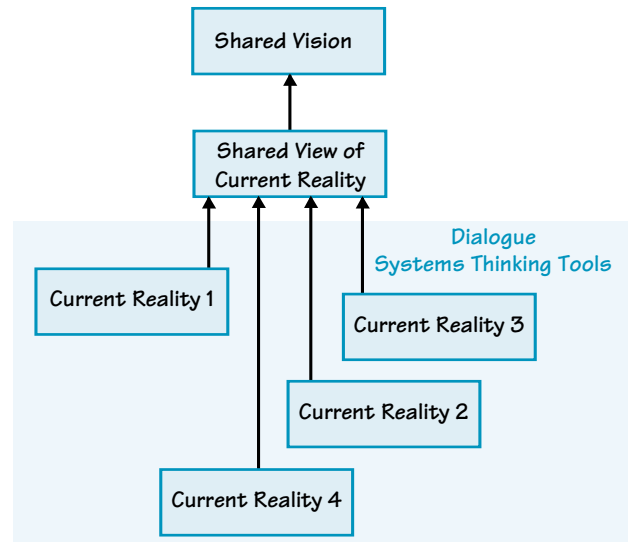 Shared Vision
Shared View of
Current Reality
Dialogue
Systems Thinking Tools
Current Reality 1
Current Reality 3
Current Reality 2
Current Reality 4